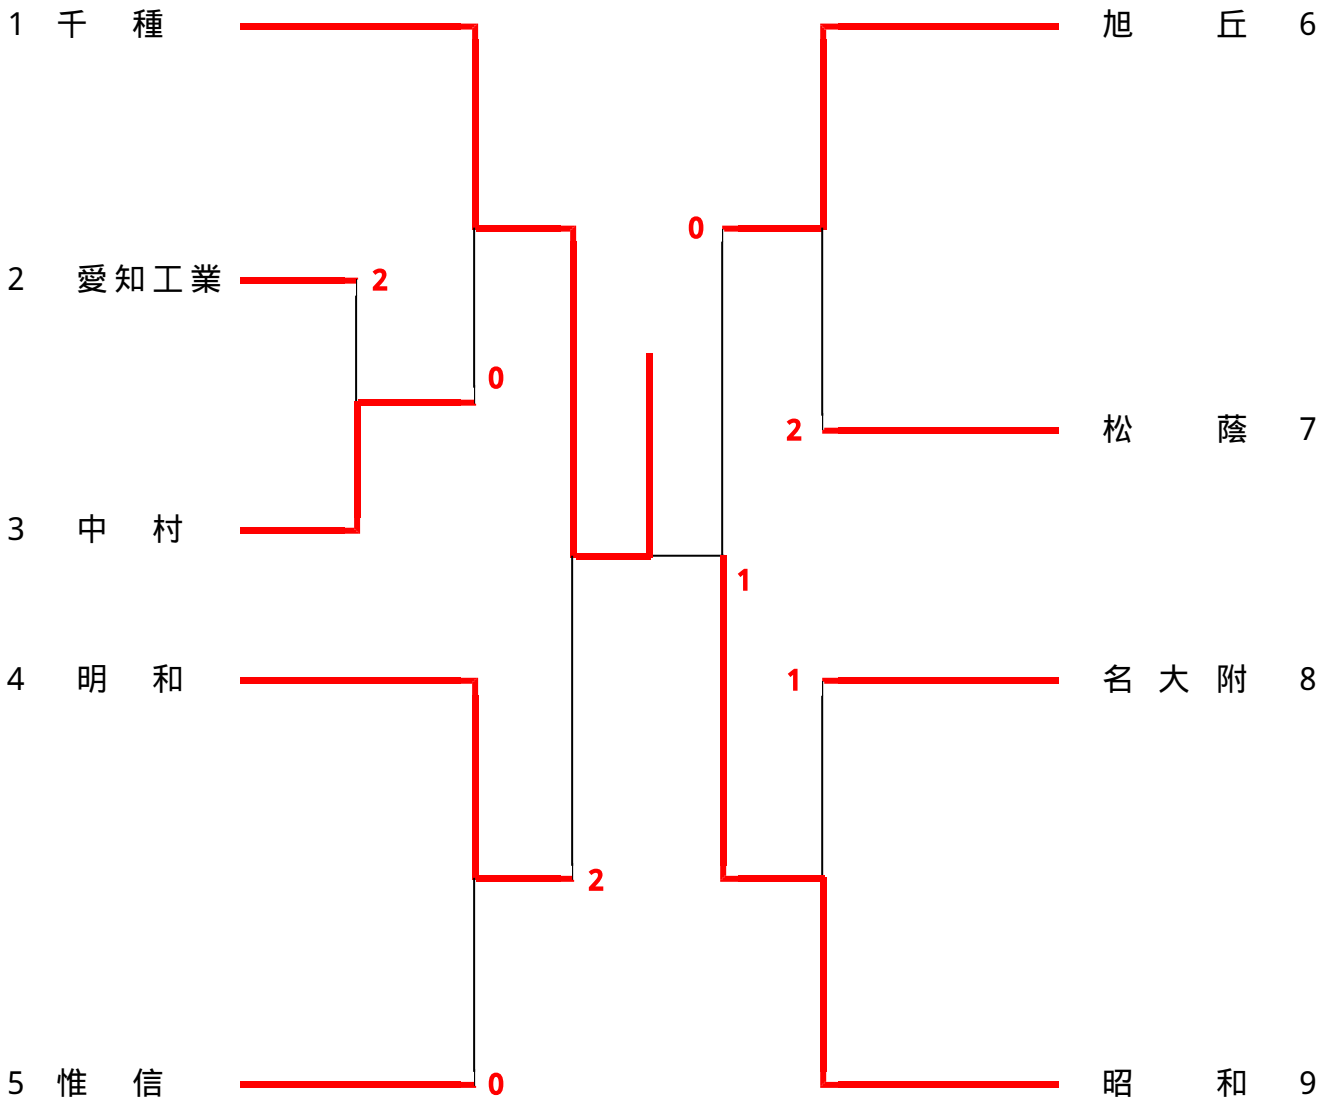 1 千 種
旭 丘 6
0
2 愛知工業
2
0
松 蔭 7
2
3 中 村
1
4 明 和
1
名 大 附 8
2
5 惟 信
0
昭 和 9